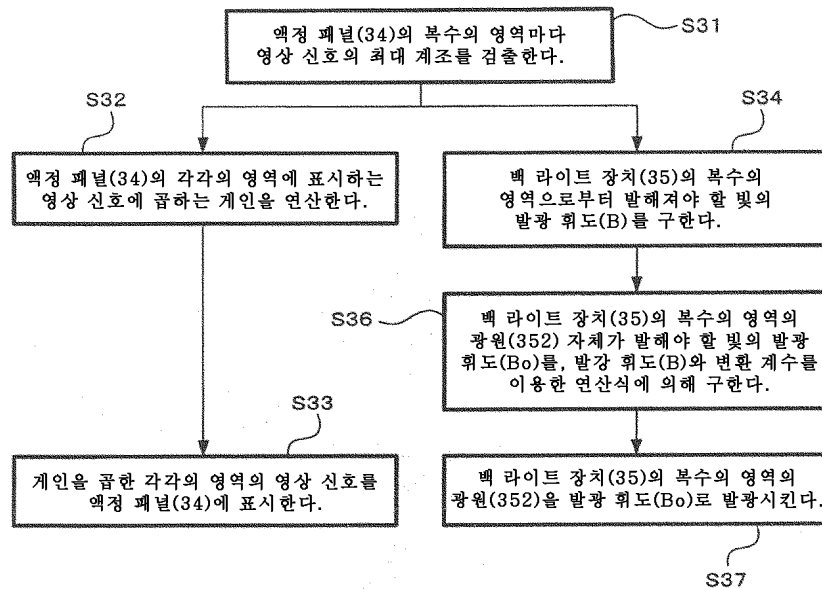 액정 패널(34)의 복수의 영역마다
영상 신호의 최대 계조를 검출한다.
S31
S32
액정 패널(34)의 각각의 영역에 표시하는
영상 신호에 곱하는 게인을 연산한다.
S34
백 라이트 장치(35)의 복수의
영역으로부터 발해져야 할 빛의
발광 휘도(B)를 구한다.
S36
백 라이트 장치(35)의 복수의 영역의
광원(352) 자체가 발해야 할 빛의 발광
휘도(Bo)를, 발강 휘도(B)와 변환 계수를
이용한 연산식에 의해 구한다.
S33
게인을 곱한 각각의 영역의 영상 신호를
액정 패널(34)에 표시한다.
백 라이트 장치(35)의 복수의 영역의
광원(352)을 발광 휘도(Bo)로 발광시킨다.
S37